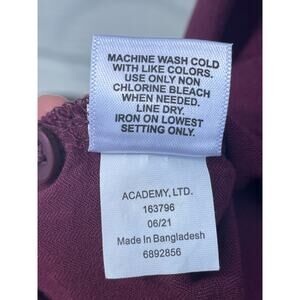 MACHINE WASH COLD
WITH LIKE COLORS.
USE ONLY NON
CHLORINE BLEACH
WHEN NEEDED.
LINE DRY.
IRON ON LOWEST
SETTING ONLY.
ACADEMY, LTD.
163796
06/21
Made In Bangladesh
6892856